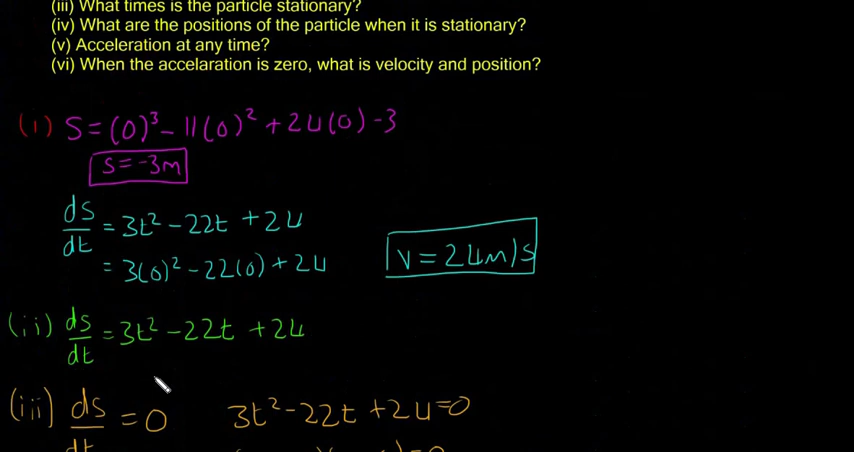 (iii) What times is the particle stationary?
(iv) What are the positions of the particle when it is stationary?
(v) Acceleration at any time?
(vi) When the accelaration is zero, what is velocity and position?
(i) S = (0)³ - 11(0)² + 24(0) - 3
s = -3m
ds/dt = 3t² - 22t + 24
= 3(0)² - 22(0) + 24
v = 24m/s
(ii) ds/dt = 3t² - 22t + 24
(iii) ds/dt = 0 3t² - 22t + 24 = 0